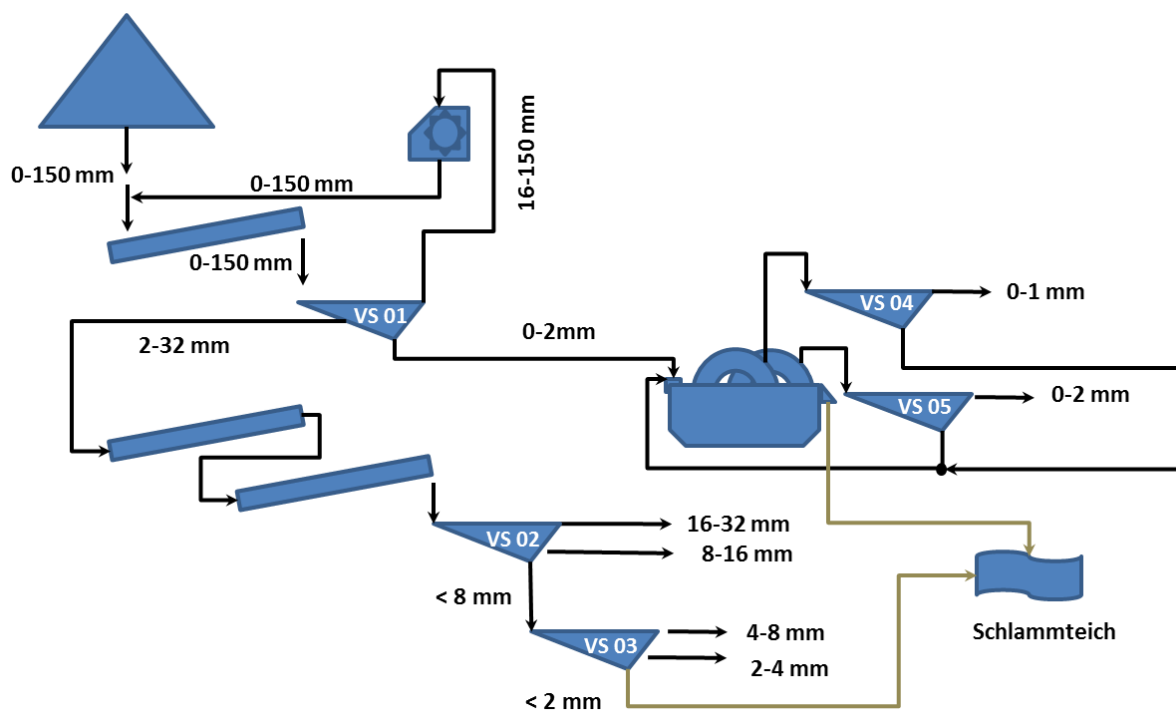 0-150 mm
0-150 mm
16-150 mm
0-150 mm
VS 01
2-32 mm
0-2mm
VS 04
0-1 mm
VS 05
0-2 mm
VS 02
16-32 mm
8-16 mm
< 8 mm
VS 03
4-8 mm
2-4 mm
< 2 mm
Schlammteich